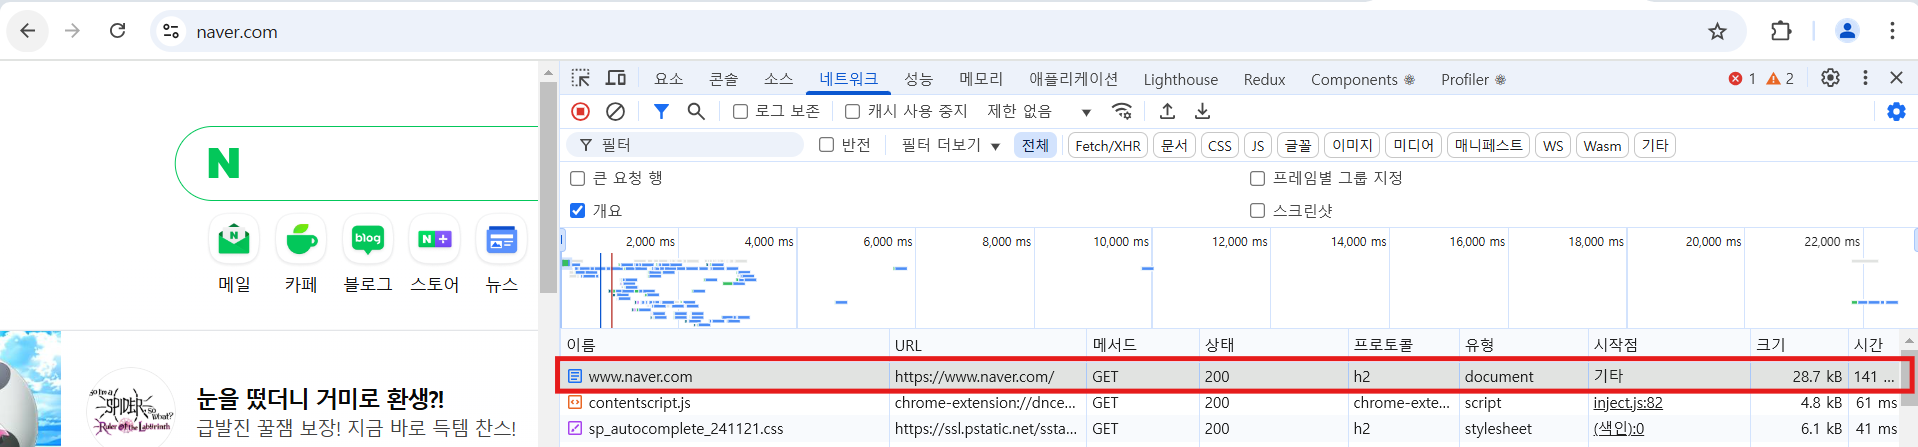 naver.com
요소 콘솔 소스 네트워크 성능 메모리 애플리케이션 Lighthouse Redux Components Profiler 1 2
로그 보존 캐시 사용 중지 제한 없음
필터 반전 필터 더보기 전체 Fetch/XHR 문서 CSS JS 글꼴 이미지 미디어 매니페스트 WS Wasm 기타
큰 요청 행 프레임별 그룹 지정
개요 스크린샷
2,000 ms 4,000 ms 6,000 ms 8,000 ms 10,000 ms 12,000 ms 14,000 ms 16,000 ms 18,000 ms 20,000 ms 22,000 ms
이름 URL 메서드 상태 프로토콜 유형 시작점 크기 시간
www.naver.com https://www.naver.com/ GET 200 h2 document 기타 28.7 kB 141 ...
contentscript.js chrome-extension://dnce... GET 200 chrome-exte... script inject.js:82 4.8 kB 61 ms
sp_autocomplete_241121.css https://ssl.pstatic.net/ssta... GET 200 h2 stylesheet (색인):0 6.1 kB 41 ms
N
N blog N+
메일 카페 블로그 스토어 뉴스
so I'm a
SPIDER, so
What?
Ruler of the Labyrinth
눈을 떴더니 거미로 환생?!
급발진 꿀잼 보장! 지금 바로 득템 찬스!